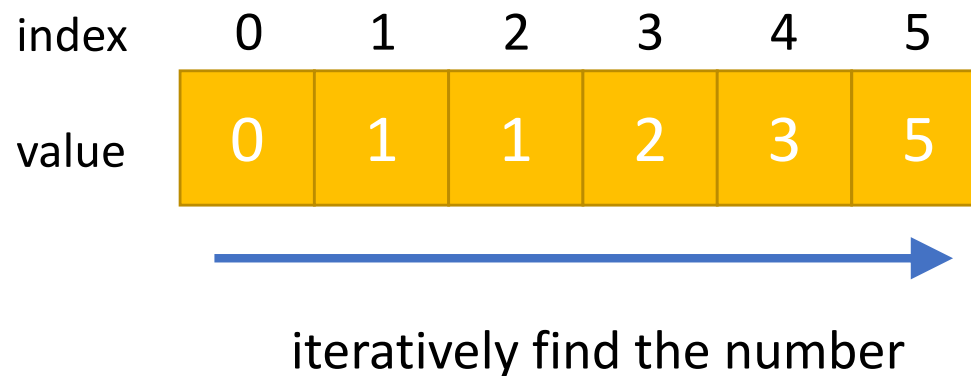 index 0 1 2 3 4 5
value 0 1 1 2 3 5
iteratively find the number